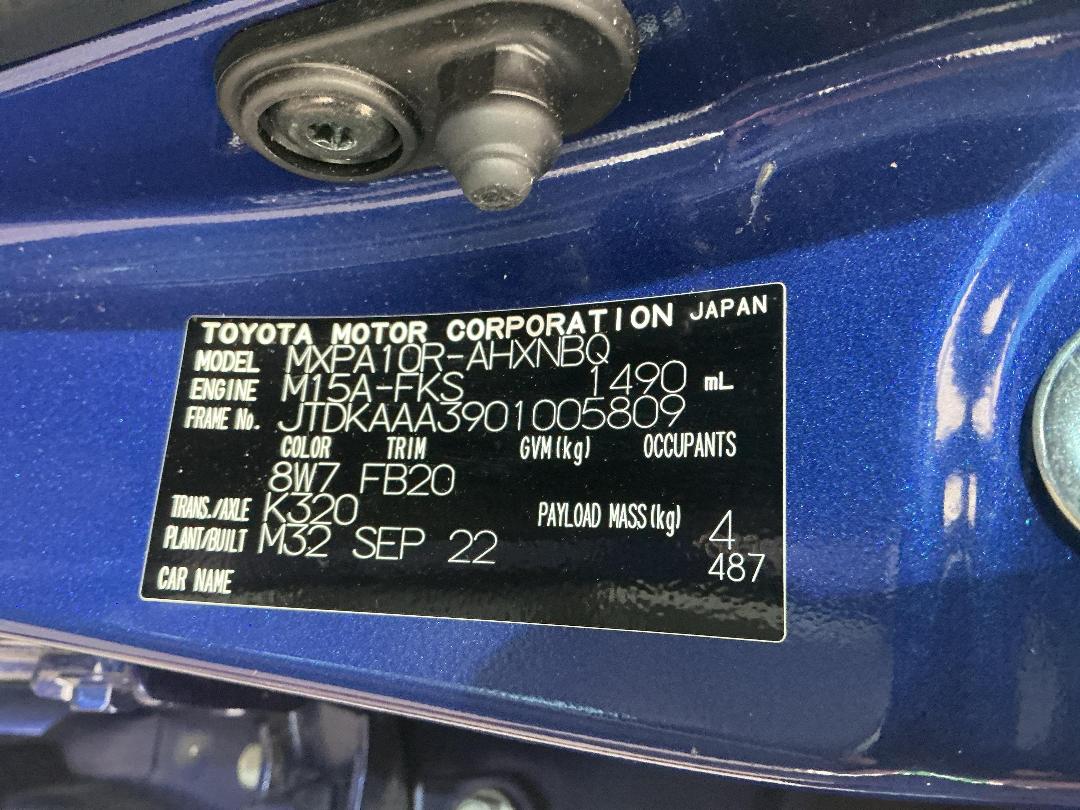 TOYOTA MOTOR CORPORATION JAPAN
MODEL MXPA10R-AHXNBQ
ENGINE M15A-FKS 1490 mL
FRAME No. JTDKAAA3901005809
COLOR TRIM GVM(kg) OCCUPANTS
8W7 FB20
TRANS./AXLE K320 PAYLOAD MASS(kg) 4
PLANT/BUILT M32 SEP 22 487
CAR NAME